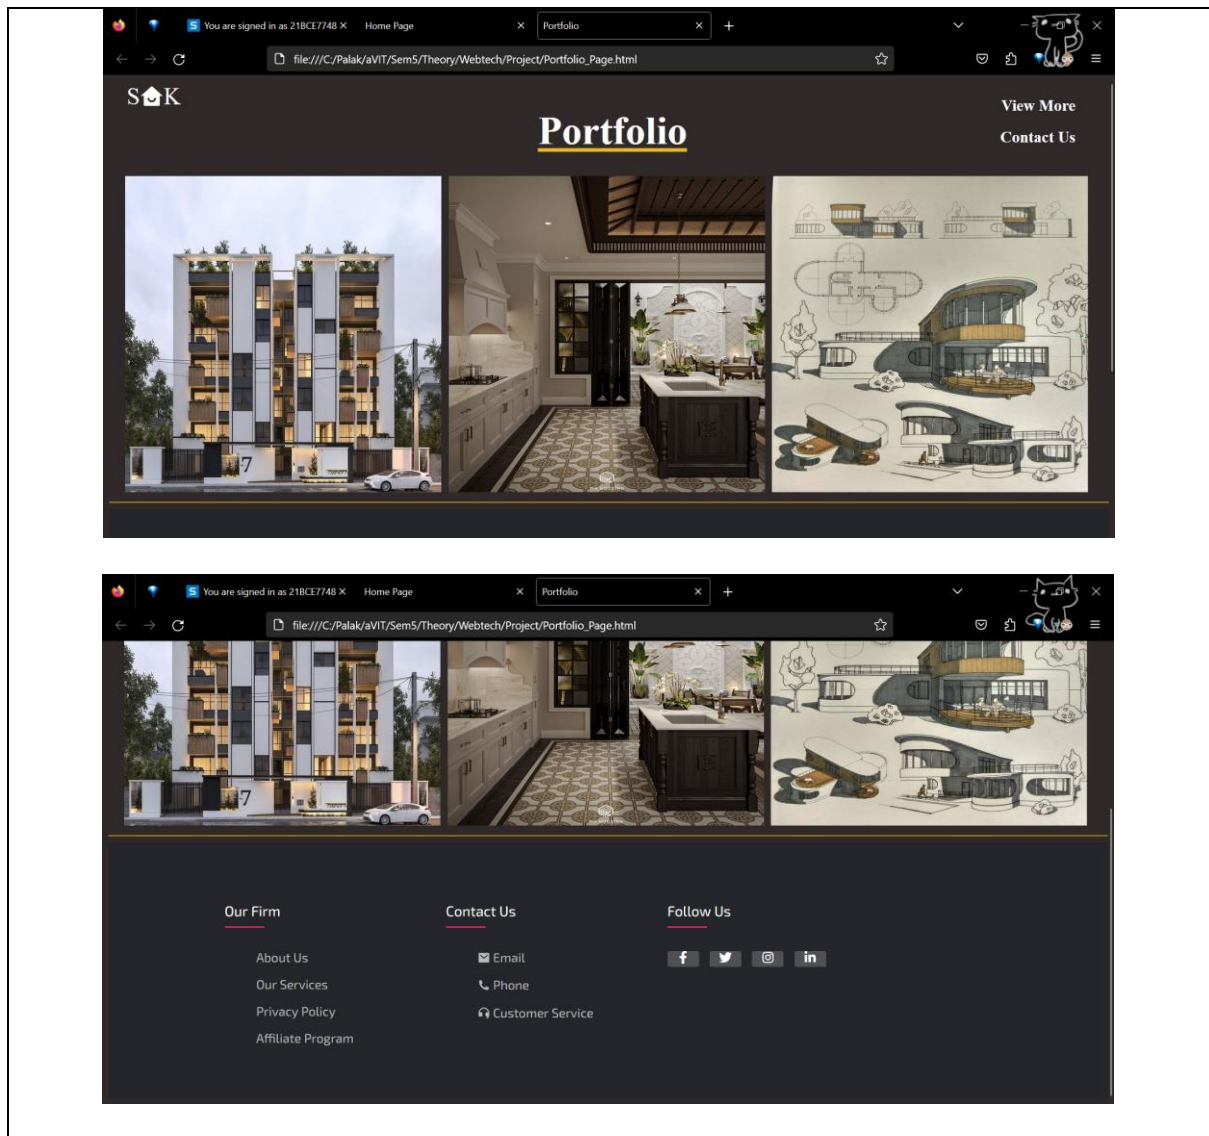 You are signed in as 21BCE7748
Home Page
Portfolio
file:///C:/Palak/aVIT/Sem5/Theory/Webtech/Project/Portfolio_Page.html
S K
View More
Portfolio
Contact Us
7
You are signed in as 21BCE7748
Home Page
Portfolio
file:///C:/Palak/aVIT/Sem5/Theory/Webtech/Project/Portfolio_Page.html
7
Our Firm
Contact Us
Follow Us
About Us
Email
Our Services
Phone
Privacy Policy
Customer Service
Affiliate Program